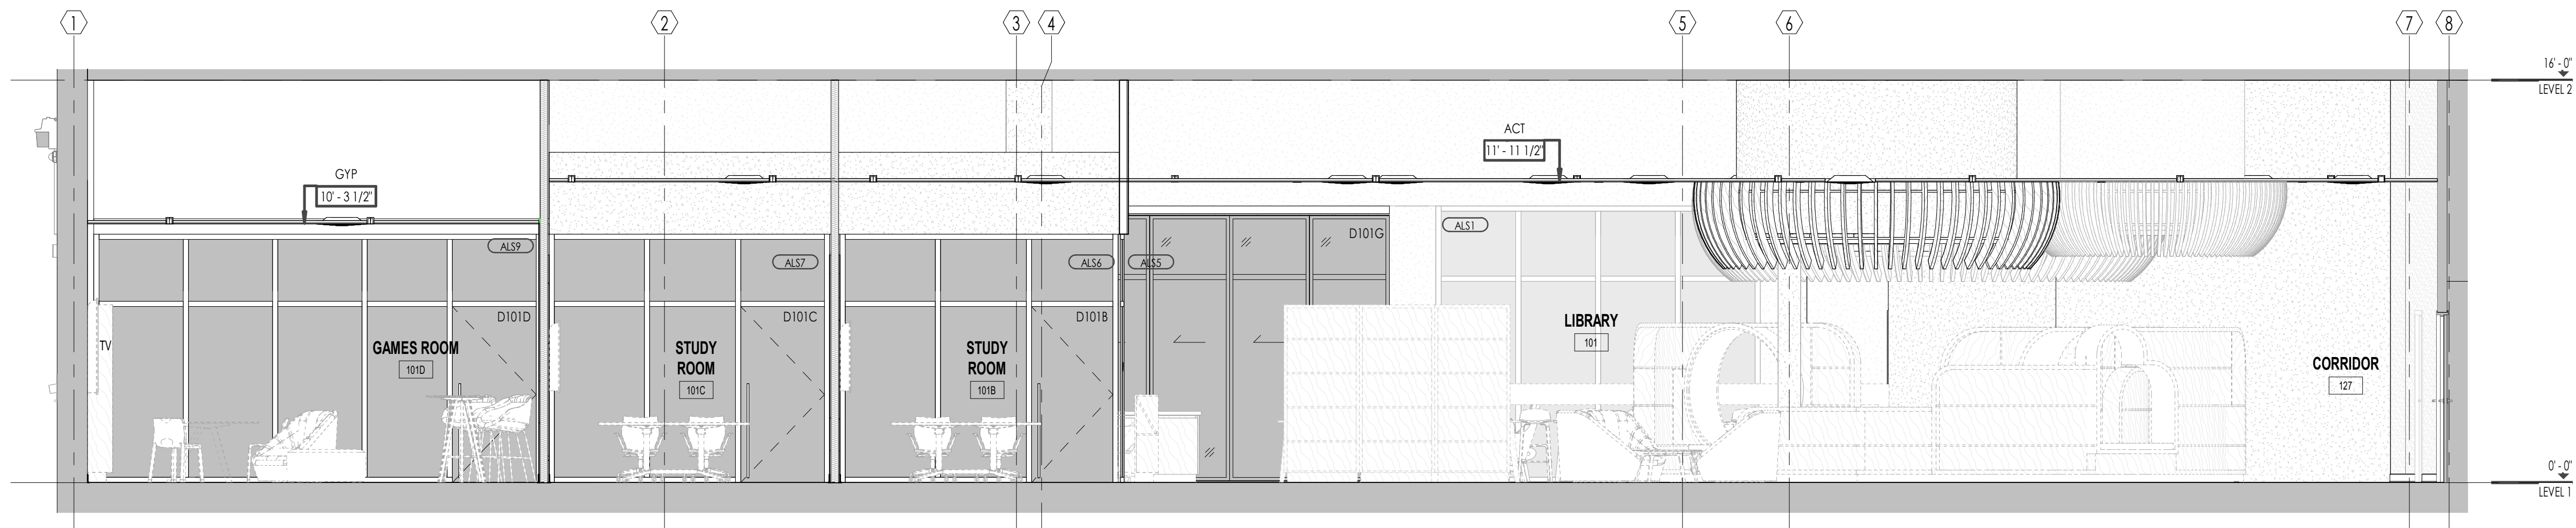 1
2
3
4
5
6
7
8
16' - 0"
LEVEL 2
ACT
11' - 11 1/2"
GYP
10' - 3 1/2"
D101G
ALS1
ALS9
ALS7
ALS6
ALS5
D101D
D101C
D101B
LIBRARY
101
TV
GAMES ROOM
101D
STUDY
ROOM
101C
STUDY
ROOM
101B
CORRIDOR
127
0' - 0"
LEVEL 1